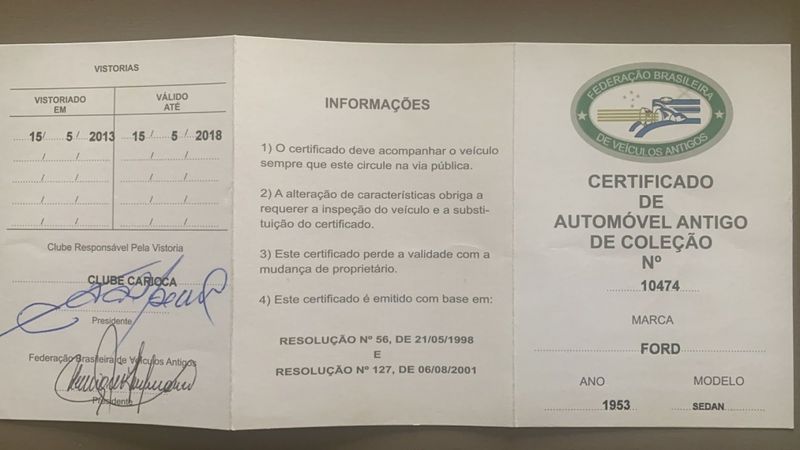 VISTORIAS
VISTORIADO EM
VÁLIDO ATÉ
15/ 5/ 2013 15/ 5/ 2018
/ / / /
/ / / /
/ / / /
/ / / /
Clube Responsável Pela Vistoria
CLUBE CARIOCA
Presidente
Federação Brasileira de Veículos Antigos
Presidente
INFORMAÇÕES
1) O certificado deve acompanhar o veículo
sempre que este circule na via pública.
2) A alteração de características obriga a
requerer a inspeção do veículo e a substi-
tuição do certificado.
3) Este certificado perde a validade com a
mudança de proprietário.
4) Este certificado é emitido com base em:
RESOLUÇÃO Nº 56, DE 21/05/1998
E
RESOLUÇÃO Nº 127, DE 06/08/2001
FEDERAÇÃO BRASILEIRA
DE VEÍCULOS ANTIGOS
CERTIFICADO
DE
AUTOMÓVEL ANTIGO
DE COLEÇÃO
Nº
10474
MARCA
FORD
ANO MODELO
1953 SEDAN